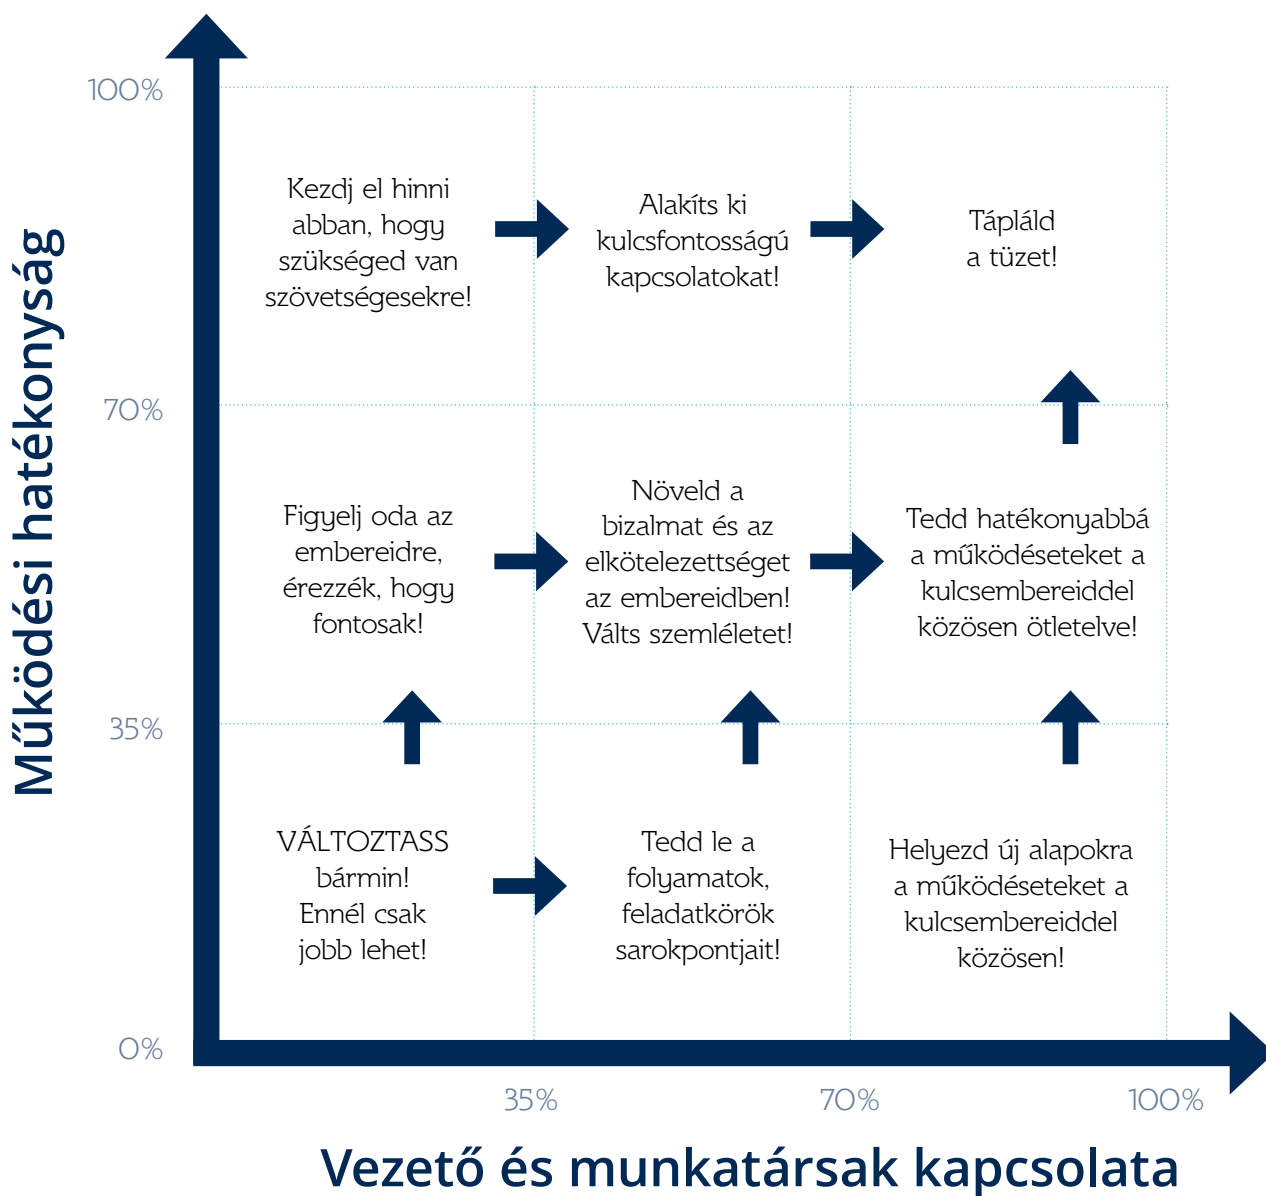 Működési hatékonyság
100%
70%
35%
0%
Kezdj el hinni
abban, hogy
szükséged van
szövetségesekre!
Alakíts ki
kulcsfontosságú
kapcsolatokat!
Tápláld
a tüzet!
Figyelj oda az
embereidre,
érezzék, hogy
fontosak!
Növeld a
bizalmat és az
elkötelezettséget
az embereidben!
Válts szemléletet!
Tedd hatékonyabbá
a működéseteket a
kulcsembereiddel
közösen ötletelve!
VÁLTOZTASS
bármin!
Ennél csak
jobb lehet!
Tedd le a
folyamatok,
feladatkörök
sarokpontjait!
Helyezd új alapokra
a működéseteket a
kulcsembereiddel
közösen!
35%
70%
100%
Vezető és munkatársak kapcsolata